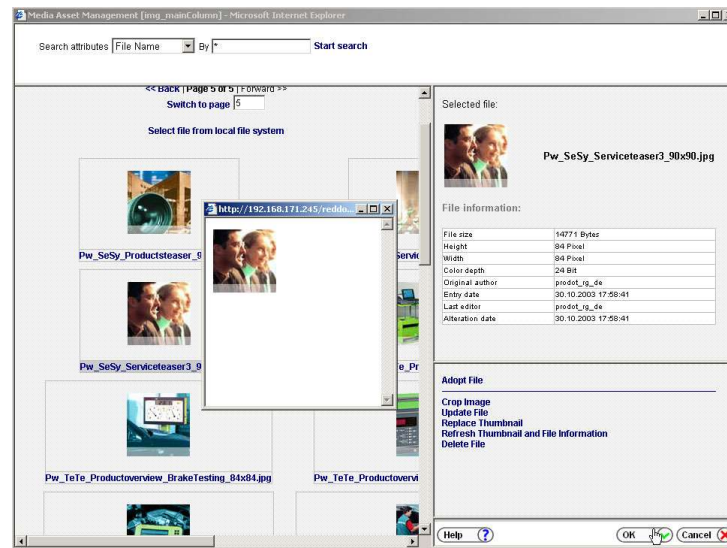 Media Asset Management [img_mainColumn] - Microsoft Internet Explorer
Search attributes File Name By * Start search
<< Back | Page 5 of 5 | Forward >>
Switch to page 5
Select file from local file system
Pw_SeSy_Productsteaser_9
Servic
Pw_SeSy_Serviceteaser3_9
e_Pr
Pw_TeTe_Productoverview_BrakeTesting_84x84.jpg
Pw_TeTe_Productovervi
http://192.168.171.245/reddo...
Selected file:
Pw_SeSy_Serviceteaser3_90x90.jpg
File information:
File size 14771 Bytes
Height 84 Pixel
Width 84 Pixel
Color depth 24 Bit
Original author prodot_rg_de
Entry date 30.10.2003 17:58:41
Last editor prodot_rg_de
Alteration date 30.10.2003 17:58:41
Adopt File
Crop Image
Update File
Replace Thumbnail
Refresh Thumbnail and File Information
Delete File
Help ?
OK
Cancel